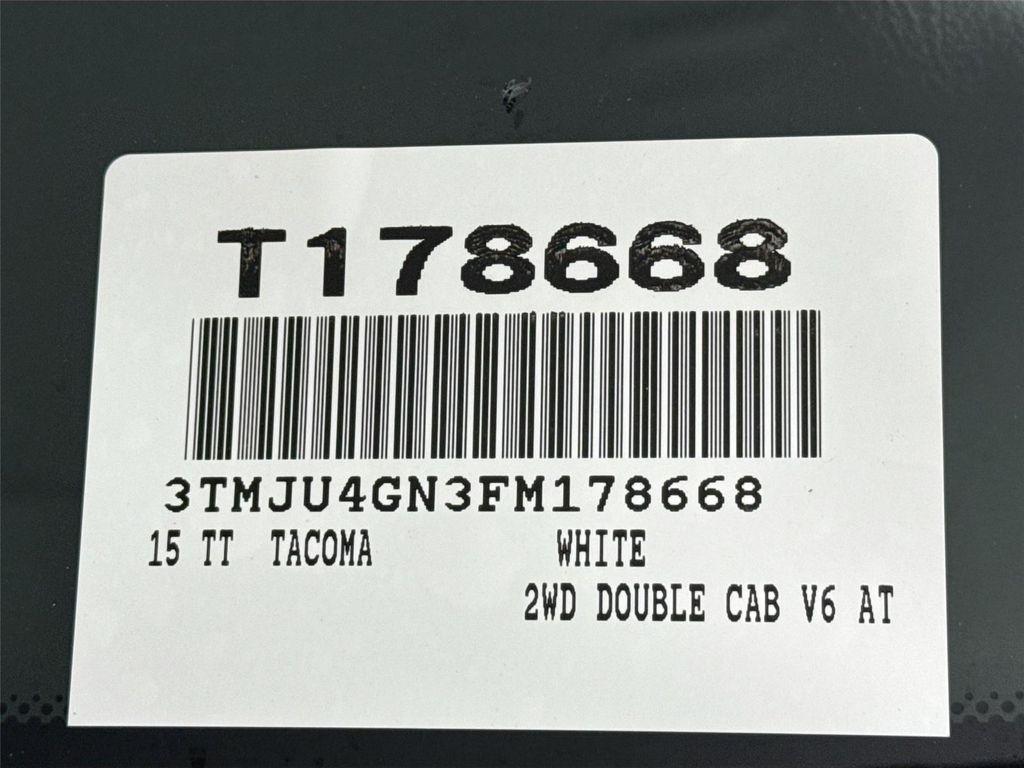 T178668
3TMJU4GN3FM178668
15 TT TACOMA WHITE
2WD DOUBLE CAB V6 AT